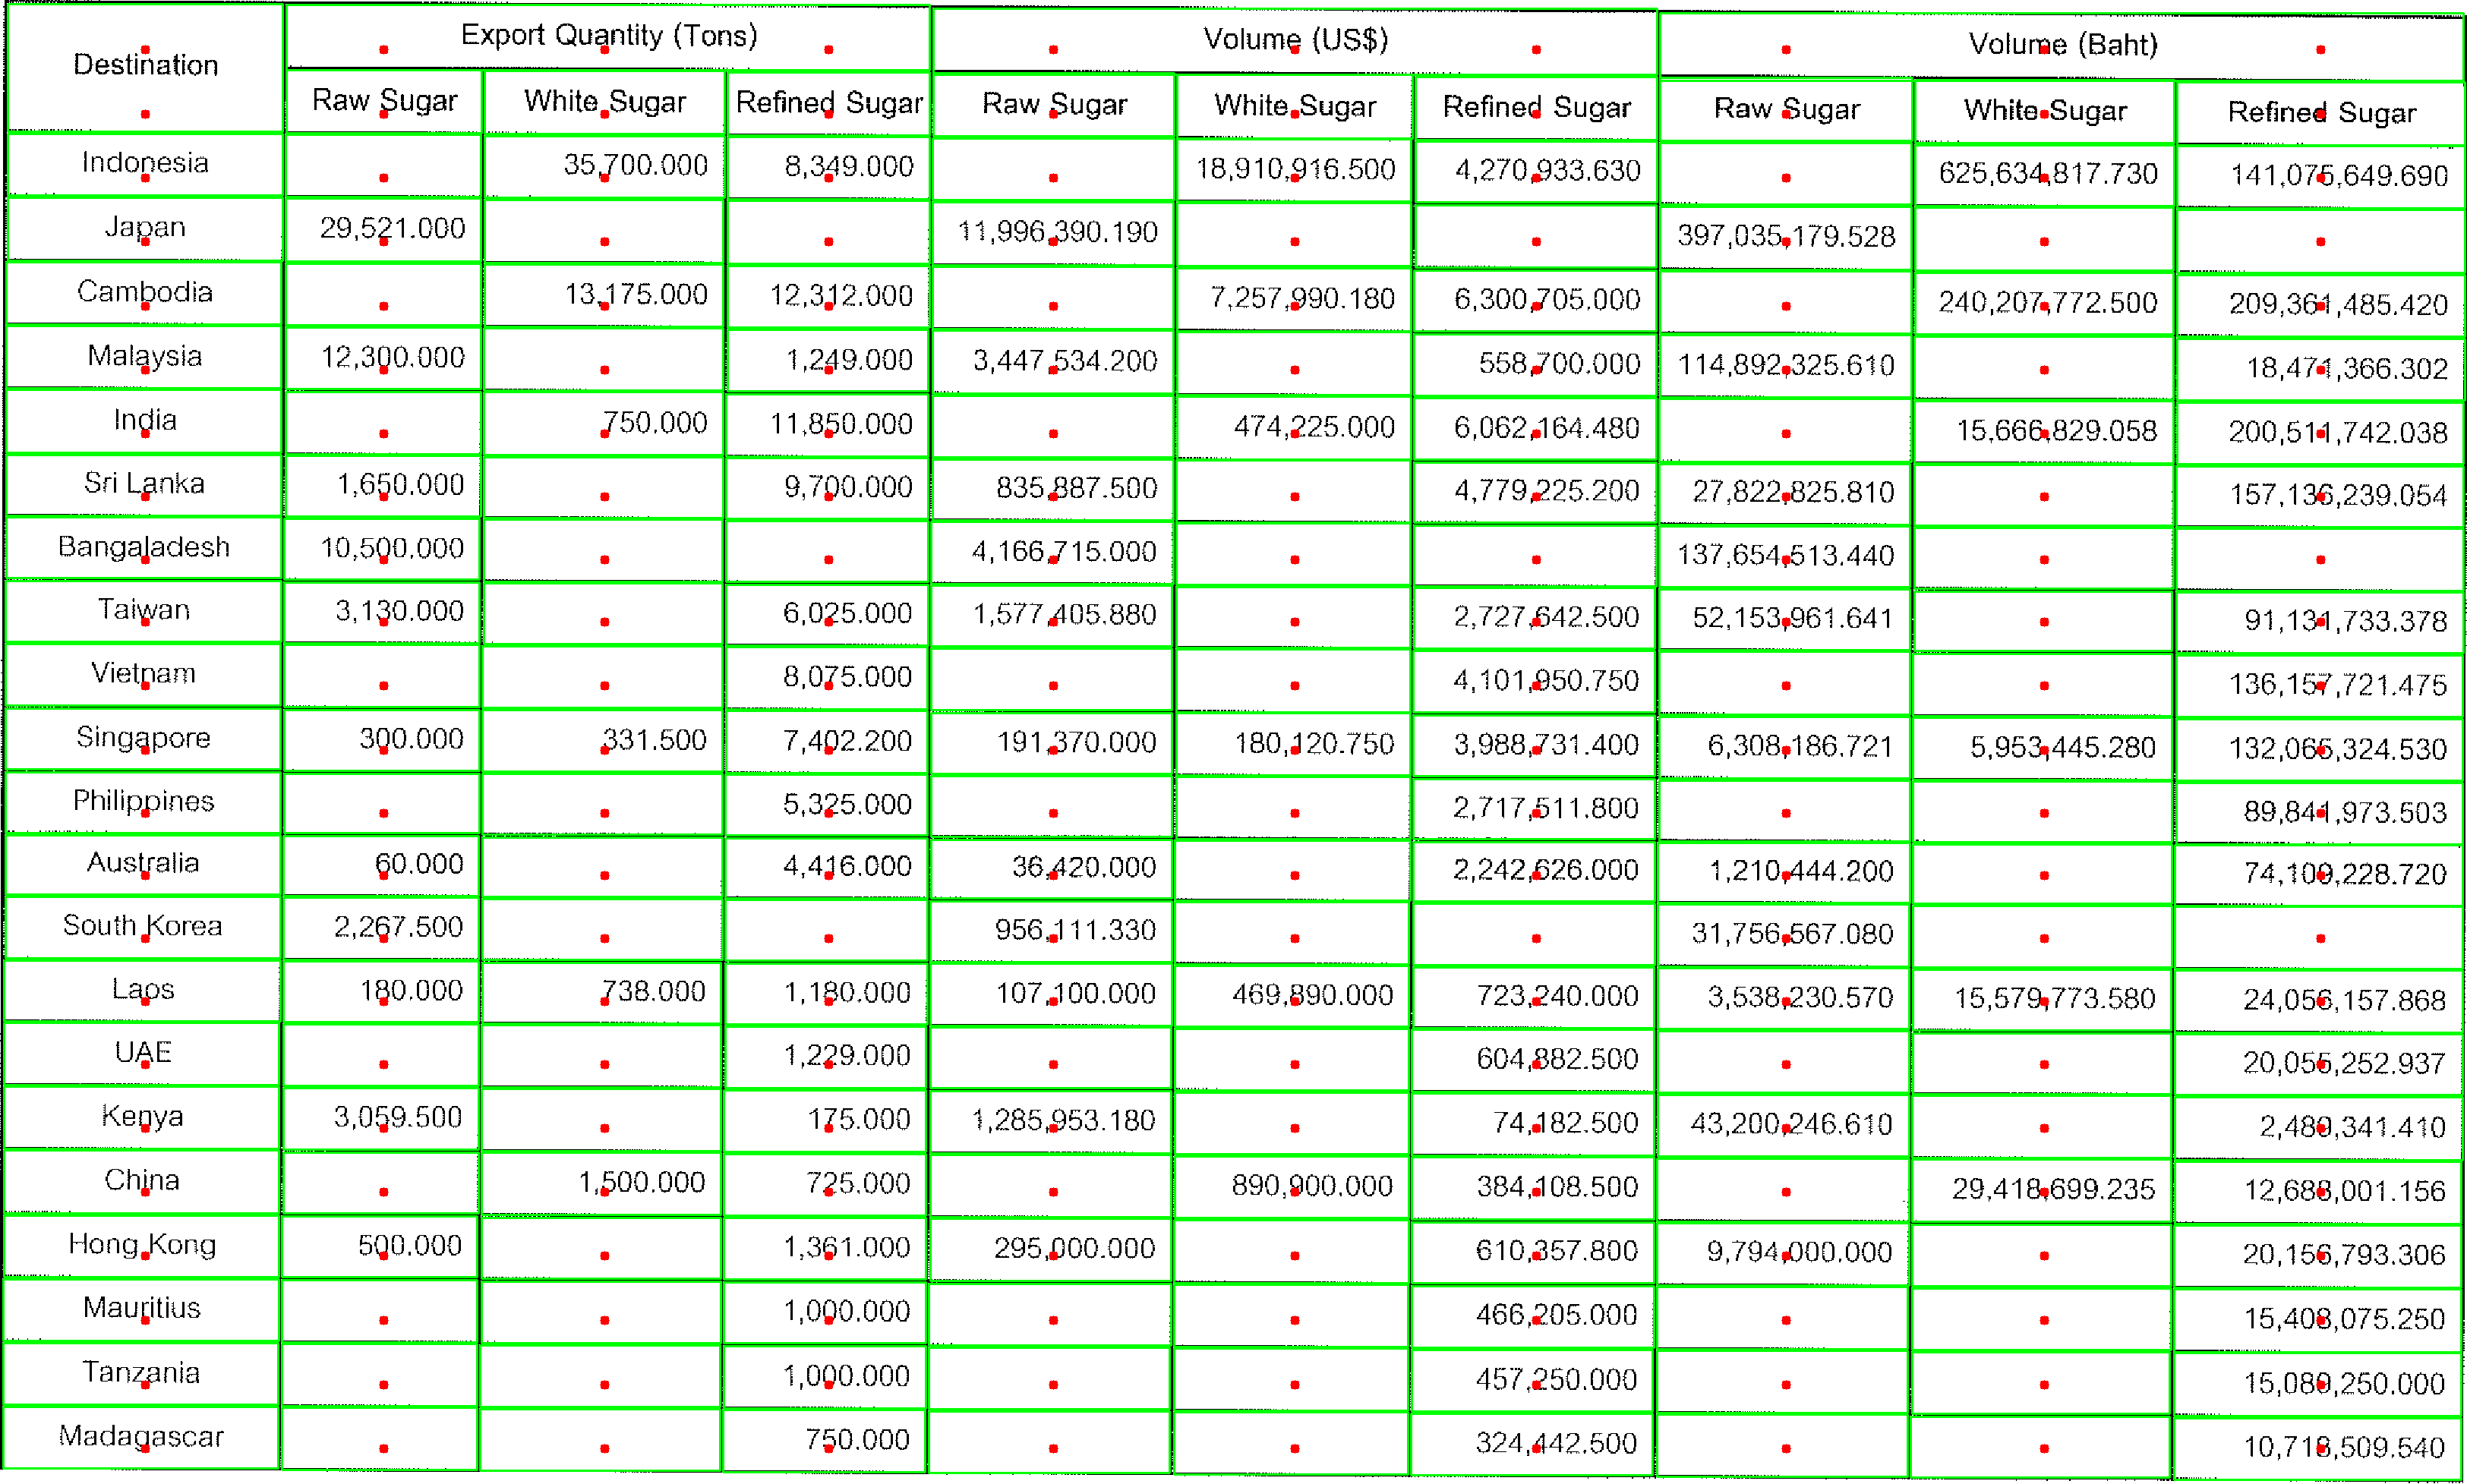 Destination Export Quantity (Tons) Volume (US$) Volume (Baht)
Raw Sugar White Sugar Refined Sugar Raw Sugar White Sugar Refined Sugar Raw Sugar White Sugar Refined Sugar
Indonesia 35,700.000 8,349.000 18,910,916.500 4,270,933.630 625,634,817.730 141,075,649.690
Japan 29,521.000 11,996,390.190 397,035,179.528
Cambodia 13,175.000 12,312.000 7,257,990.180 6,300,705.000 240,207,772.500 209,361,485.420
Malaysia 12,300.000 1,249.000 3,447,534.200 558,700.000 114,892,325.610 18,471,366.302
India 750.000 11,850.000 474,225.000 6,062,164.480 15,666,829.058 200,511,742.038
Sri Lanka 1,650.000 9,700.000 835,887.500 4,779,225.200 27,822,825.810 157,136,239.054
Bangaladesh 10,500.000 4,166,715.000 137,654,513.440
Taiwan 3,130.000 6,025.000 1,577,405.880 2,727,642.500 52,153,961.641 91,131,733.378
Vietnam 8,075.000 4,101,950.750 136,157,721.475
Singapore 300.000 331.500 7,402.200 191,370.000 180,120.750 3,988,731.400 6,308,186.721 5,953,445.280 132,065,324.530
Philippines 5,325.000 2,717,511.800 89,841,973.503
Australia 60.000 4,416.000 36,420.000 2,242,626.000 1,210,444.200 74,109,228.720
South Korea 2,267.500 956,111.330 31,756,567.080
Laos 180.000 738.000 1,180.000 107,100.000 469,890.000 723,240.000 3,538,230.570 15,579,773.580 24,056,157.868
UAE 1,229.000 604,882.500 20,055,252.937
Kenya 3,059.500 175.000 1,285,953.180 74,182.500 43,200,246.610
China 1,500.000 725.000 890,900.000 384,108.500 29,418,699.235 12,688,001.156
Hong Kong 500.000 1,361.000 295,000.000 610,357.800 9,794,000.000 20,156,793.306
Mauritius 1,000.000 466,205.000 15,408,075.250
Tanzania 1,000.000 457,250.000 15,089,250.000
Madagascar 750.000 324,442.500 10,718,509.540